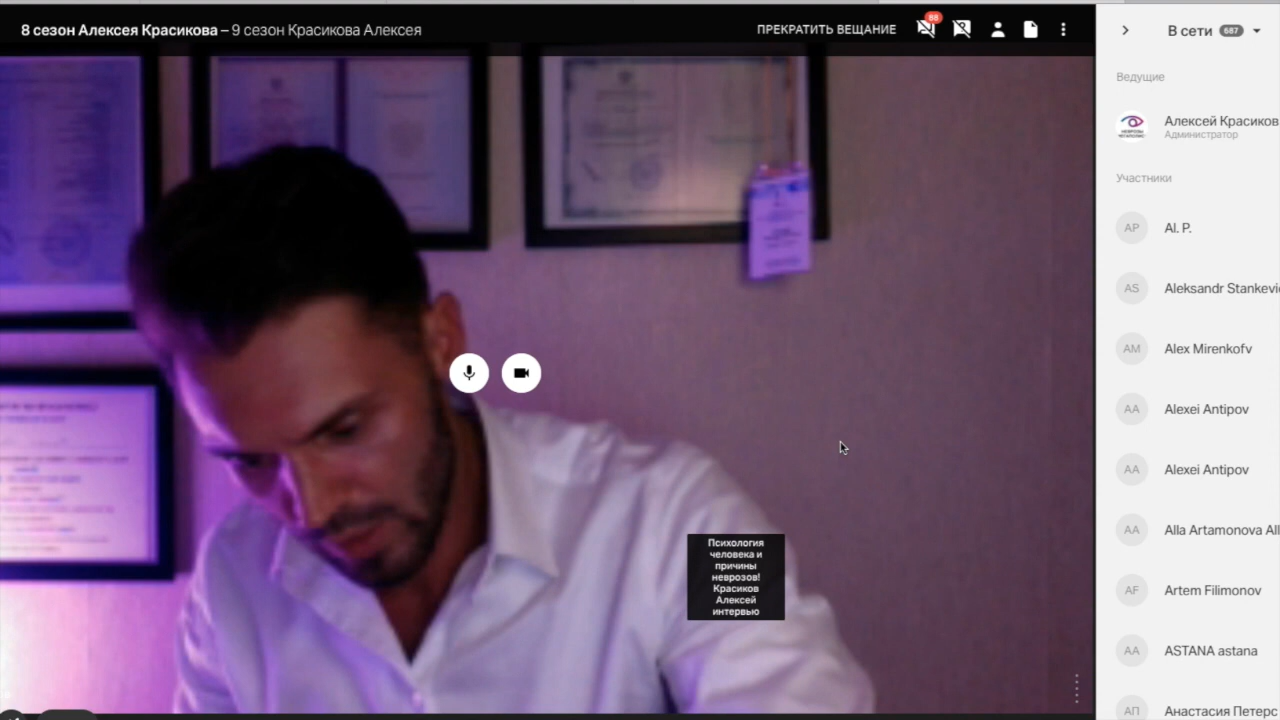 8 сезон Алексея Красикова – 9 сезон Красикова Алексея
ПРЕКРАТИТЬ ВЕЩАНИЕ
88
В сети 687
Ведущие
Алексей Красиков
Администратор
Участники
AP Al. P.
AS Aleksandr Stankevi
AM Alex Mirenkofv
AA Alexei Antipov
AA Alexei Antipov
AA Alla Artamonova All
AF Artem Filimonov
AA ASTANA astana
АП Анастасия Петерс
Психология
человека и
причины
неврозов!
Красиков
Алексей
интервью